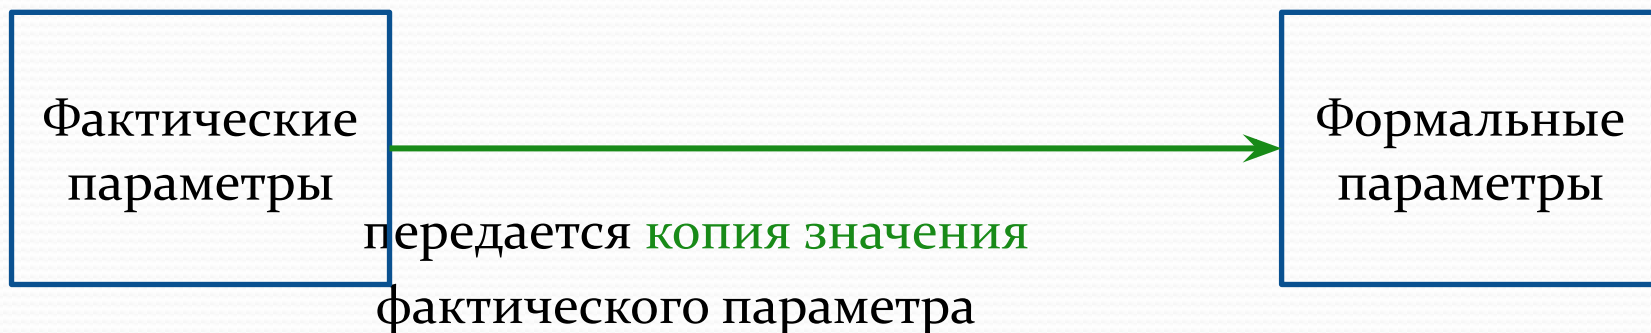 Фактические
параметры
Формальные
параметры
передается копия значения
фактического параметра